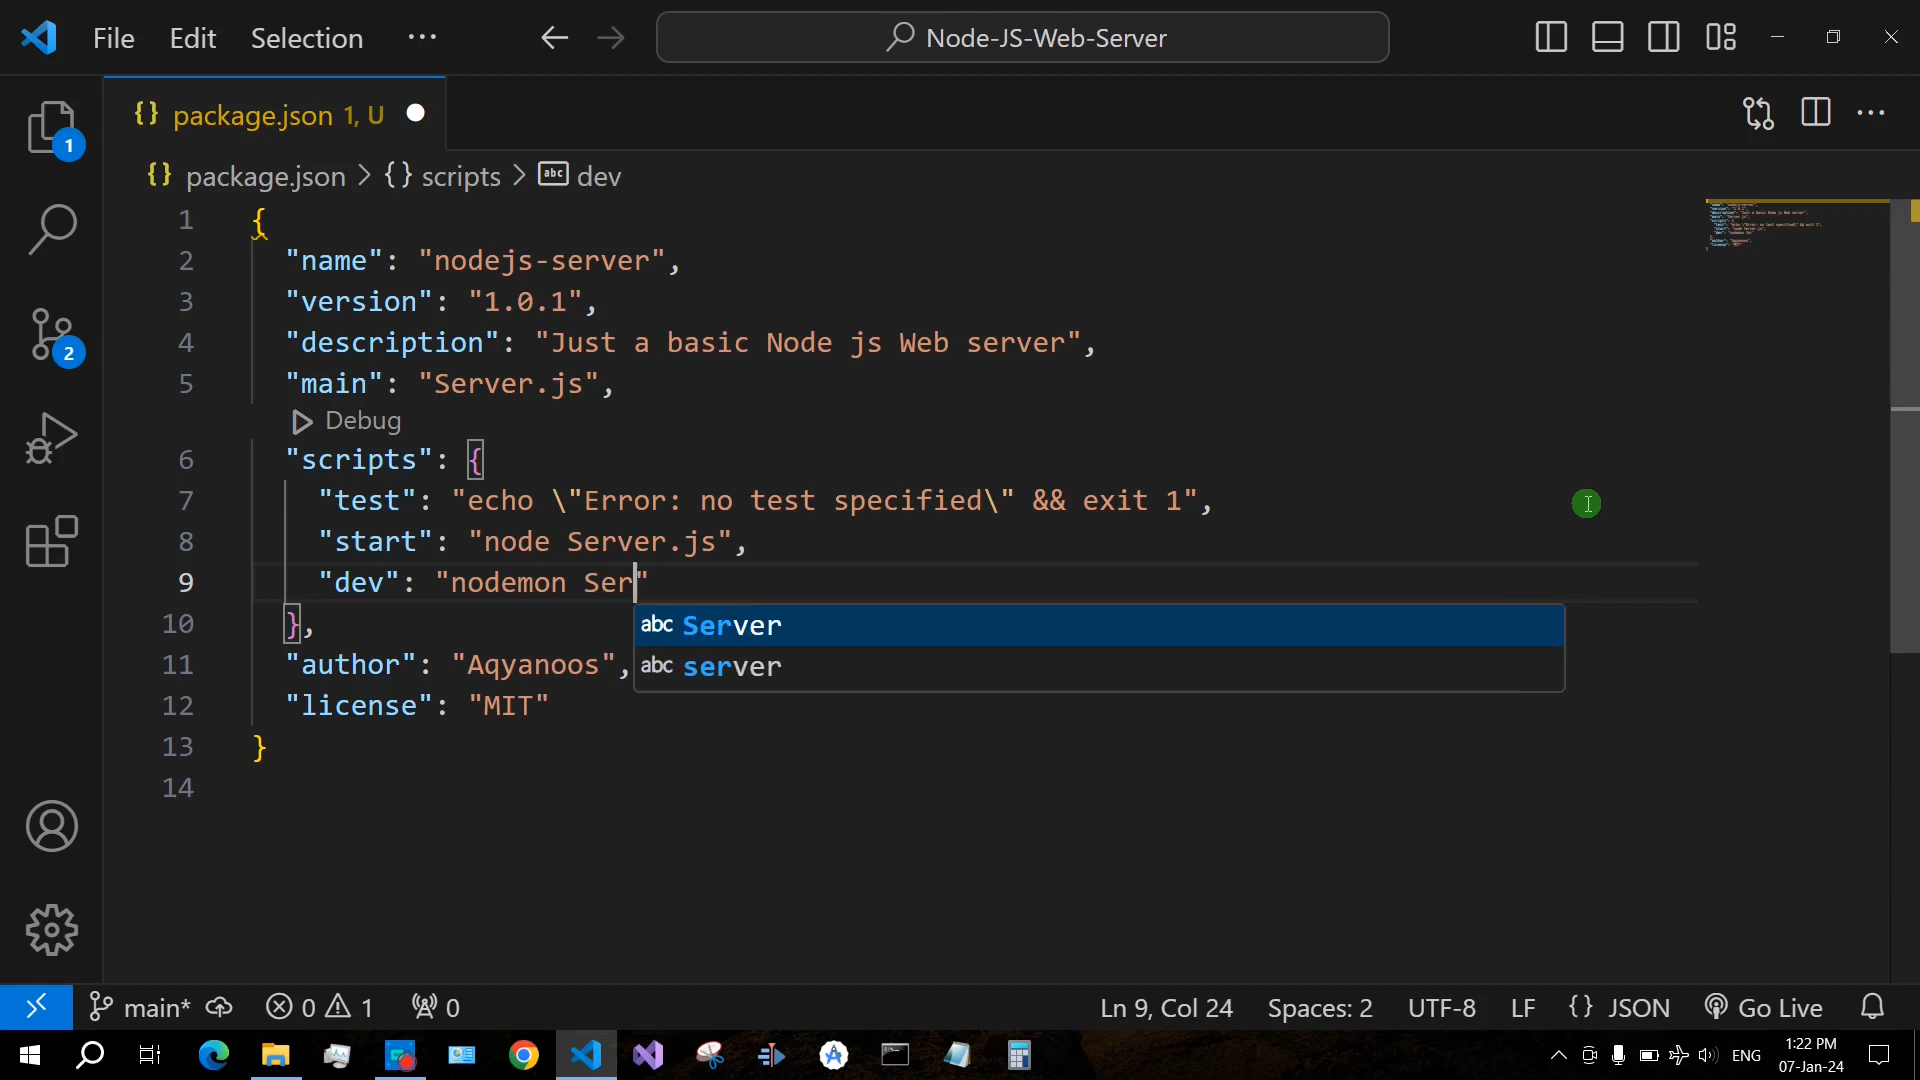 File Edit Selection ··· Node-JS-Web-Server
package.json 1, U
1
package.json > {} scripts > abc dev
1 {
2 "name": "nodejs-server",
3 "version": "1.0.1",
4 "description": "Just a basic Node js Web server",
5 "main": "Server.js",
Debug
6 "scripts": {
7 "test": "echo \"Error: no test specified\" && exit 1",
8 "start": "node Server.js",
9 "dev": "nodemon Ser"
10 },
abc Server
11 "author": "Aqyanoos",
abc server
12 "license": "MIT"
13 }
14
2
main* 0 1 0 Ln 9, Col 24 Spaces: 2 UTF-8 LF {} JSON Go Live
ENG 1:22 PM
07-Jan-24